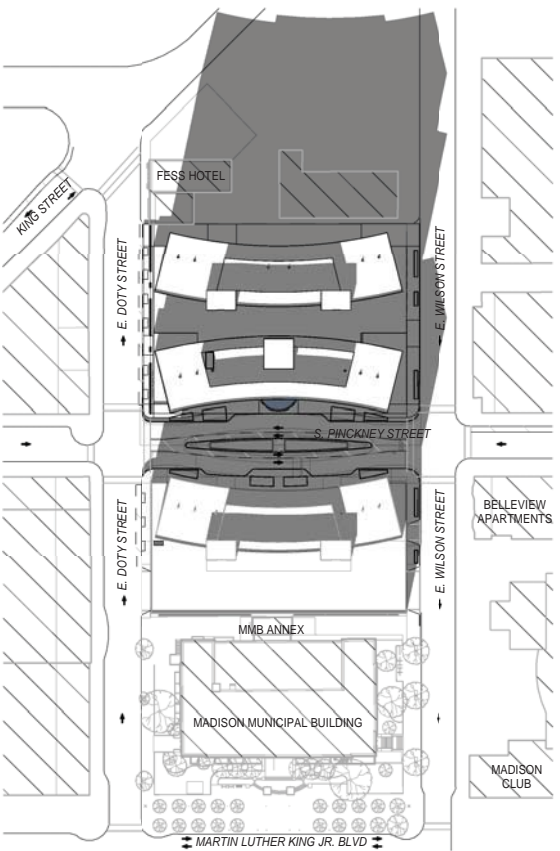 FESS HOTEL
KING STREET
E. DOTY STREET
E. WILSON STREET
S. PINCKNEY STREET
BELLEVIEW
APARTMENTS
E. DOTY STREET
E. WILSON STREET
MMB ANNEX
MADISON MUNICIPAL BUILDING
MADISON
CLUB
MARTIN LUTHER KING JR. BLVD